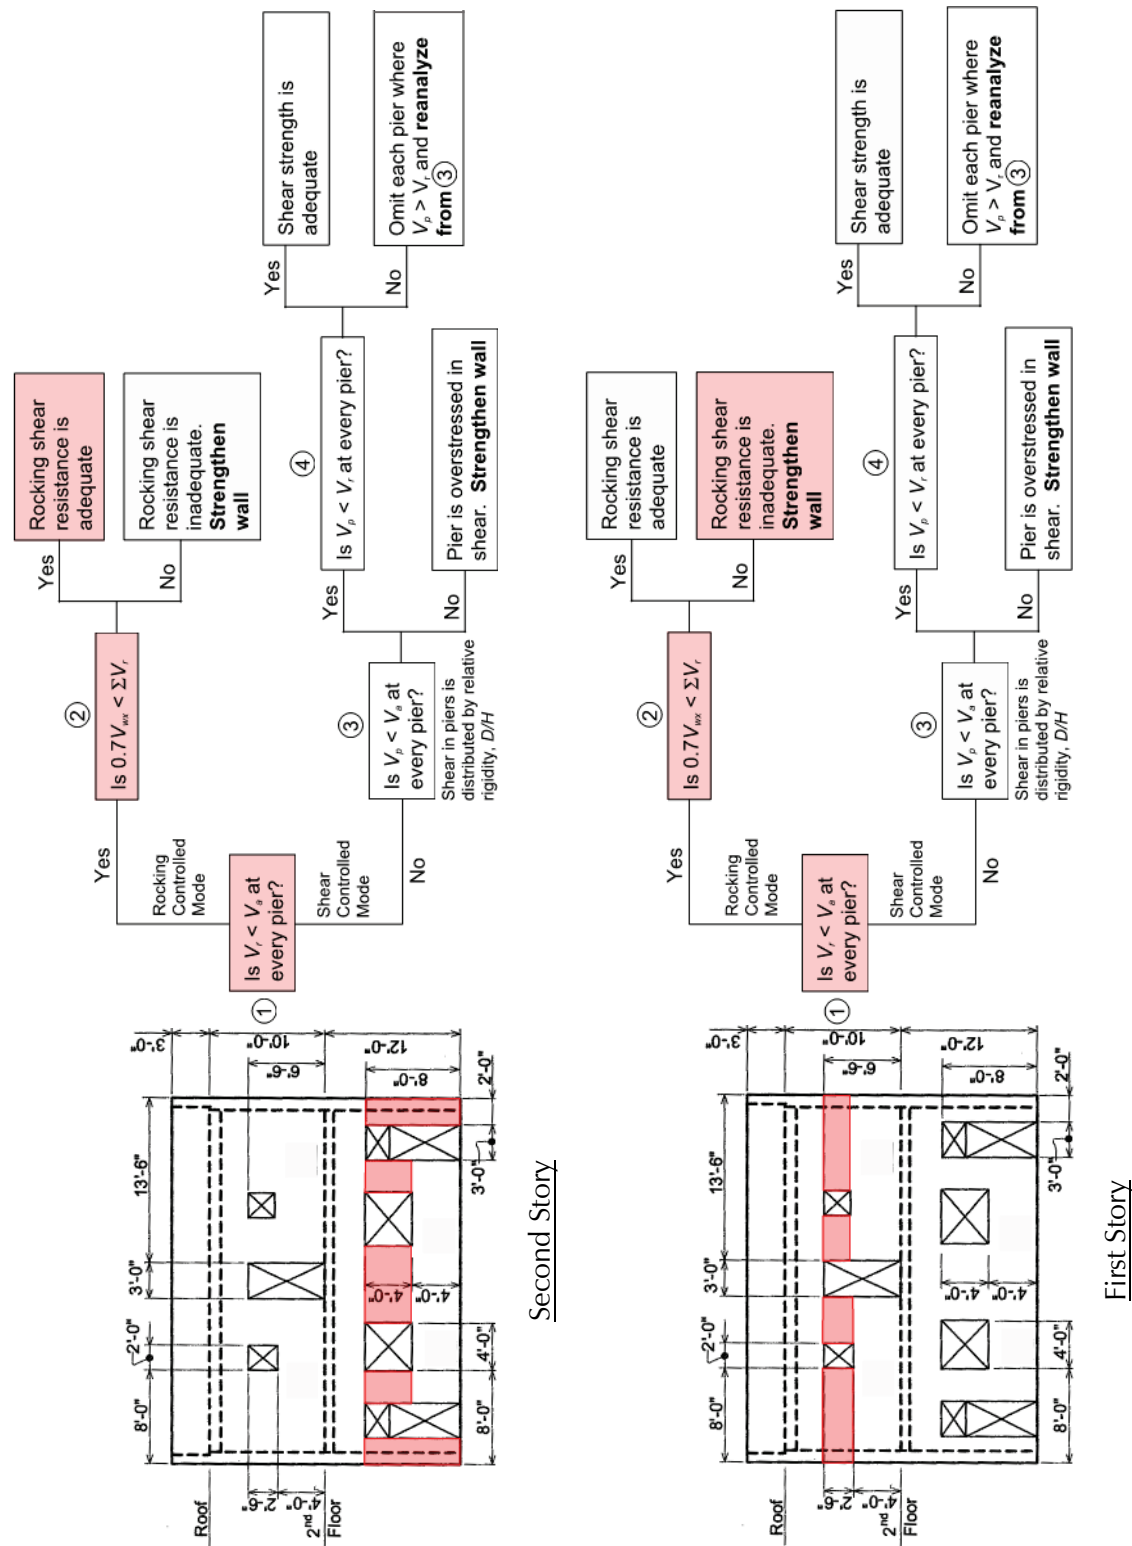 Roof
2nd
Floor
3'-0"
10'-0"
12'-0"
6'-6"
8'-0"
2'-0"
3'-0"
13'-6"
3'-0"
2'-0"
8'-0"
2'-6"
4'-0"
4'-0"
4'-0"
4'-0"
8'-0"
Second Story
①
Is Vr < Va at
every pier?
Yes
Rocking
Controlled
Mode
Shear
Controlled
Mode
No
②
Is 0.7Vwx < ΣVr
Yes
Rocking shear
resistance is
adequate
No
Rocking shear
resistance is
inadequate.
Strengthen
wall
③
Is Vp < Va at
every pier?
Shear in piers is
distributed by relative
rigidity, D/H
Yes
④
Is Vp < Vr at every pier?
No
Pier is overstressed in
shear. Strengthen wall
Yes
Shear strength is
adequate
No
Omit each pier where
Vp > Vr and reanalyze
from ③
Roof
2nd
Floor
3'-0"
10'-0"
12'-0"
6'-6"
8'-0"
2'-0"
3'-0"
13'-6"
3'-0"
2'-0"
8'-0"
2'-6"
4'-0"
4'-0"
4'-0"
4'-0"
8'-0"
First Story
①
Is Vr < Va at
every pier?
Yes
Rocking
Controlled
Mode
Shear
Controlled
Mode
No
②
Is 0.7Vwx < ΣVr
Yes
Rocking shear
resistance is
adequate
No
Rocking shear
resistance is
inadequate.
Strengthen
wall
③
Is Vp < Va at
every pier?
Shear in piers is
distributed by relative
rigidity, D/H
Yes
④
Is Vp < Vr at every pier?
No
Pier is overstressed in
shear. Strengthen wall
Yes
Shear strength is
adequate
No
Omit each pier where
Vp > Vr and reanalyze
from ③